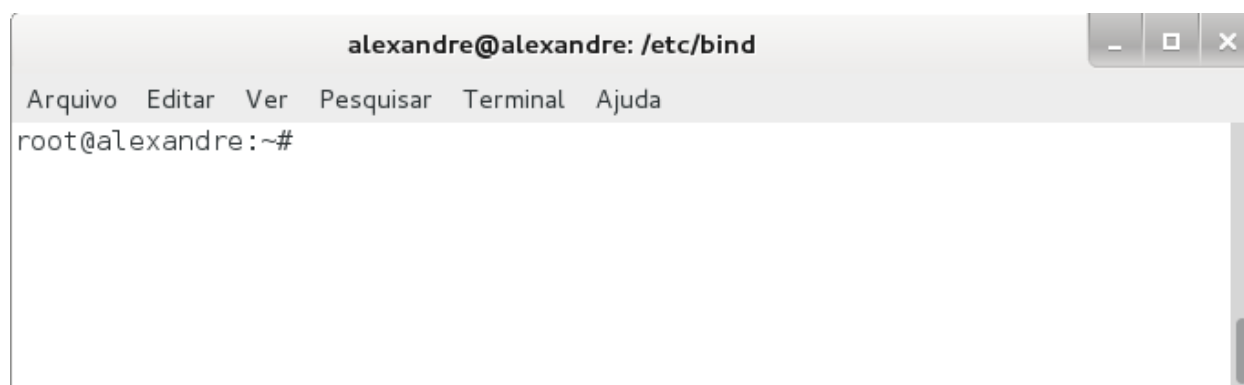 alexandre@alexandre: /etc/bind
Arquivo Editar Ver Pesquisar Terminal Ajuda
root@alexandre:~#